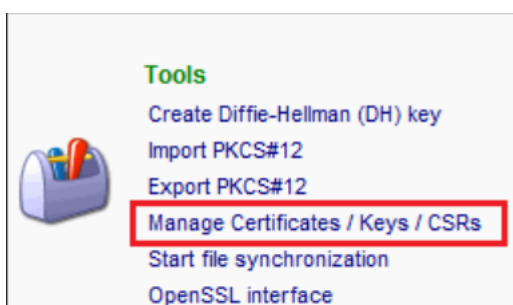 Tools
Create Diffie-Hellman (DH) key
Import PKCS#12
Export PKCS#12
Manage Certificates / Keys / CSRs
Start file synchronization
OpenSSL interface